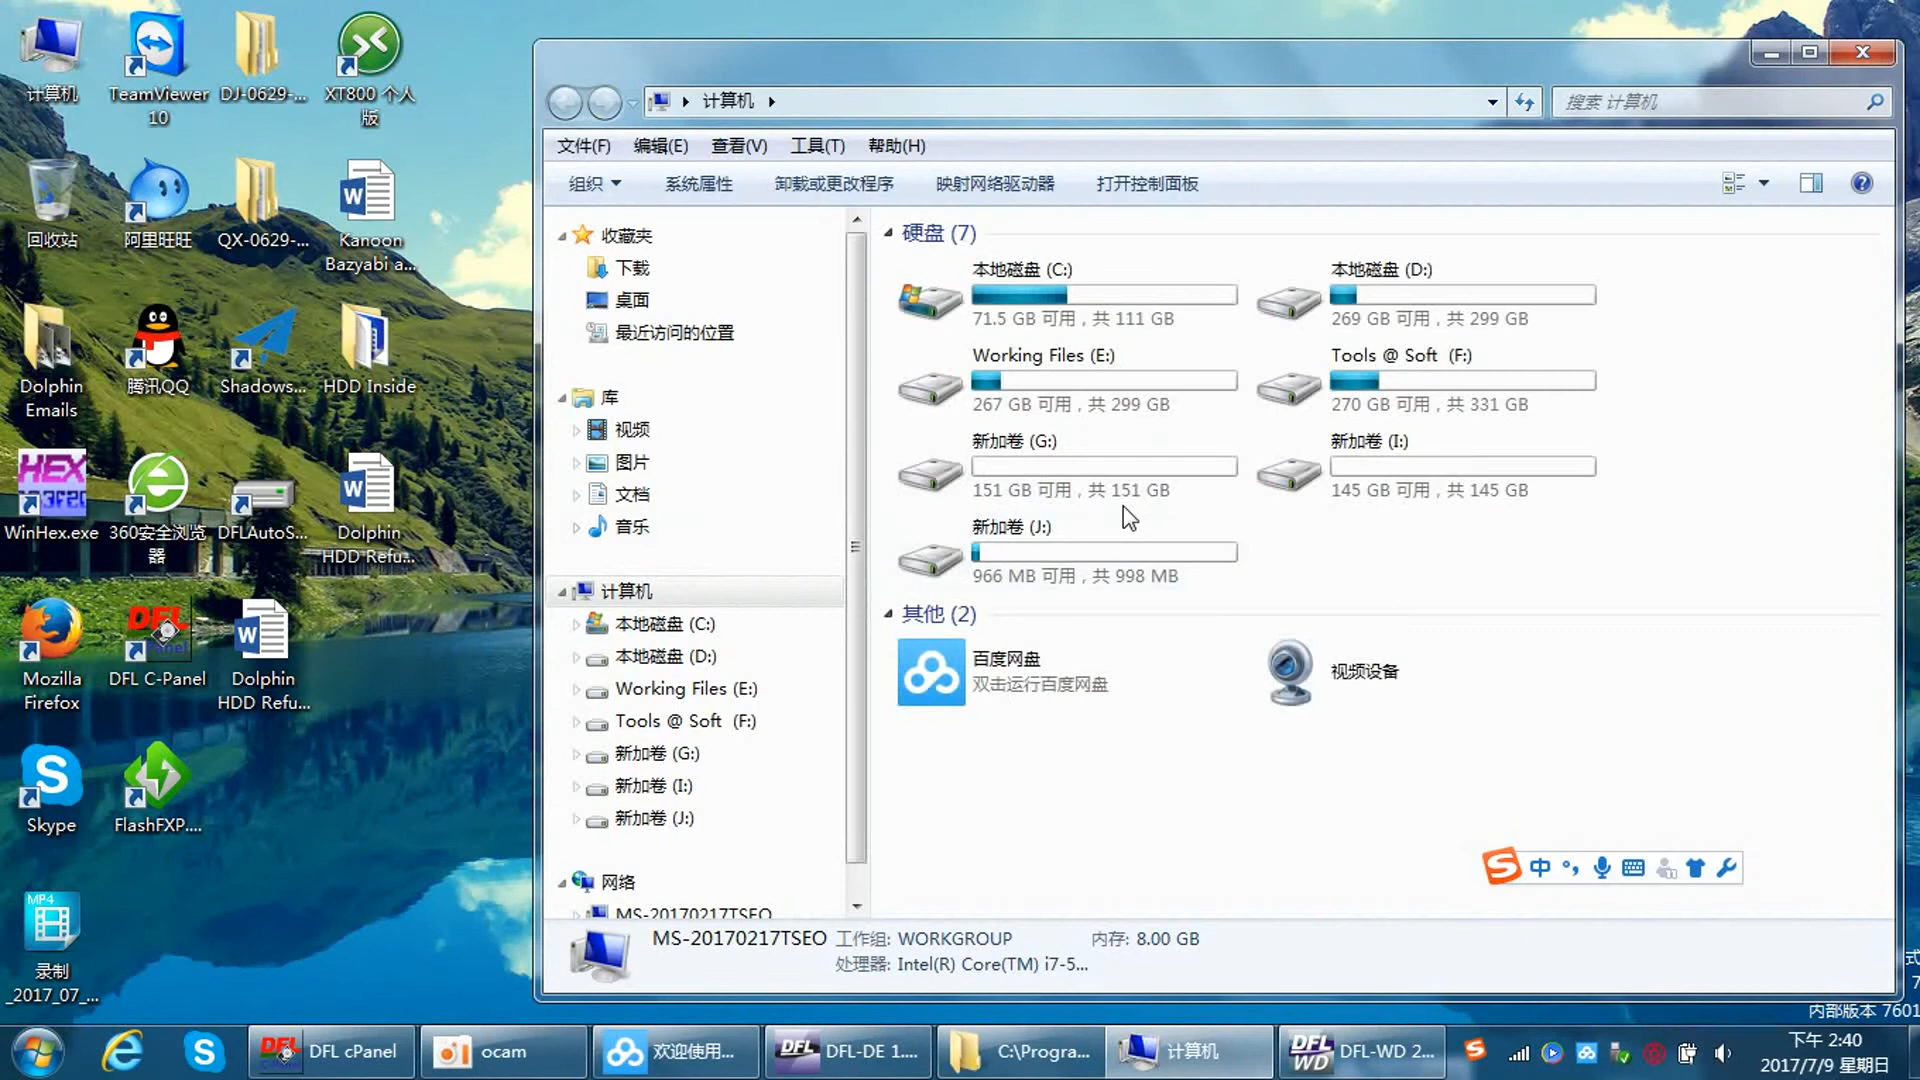 计算机
TeamViewer
10
DJ-0629-...
XT800 个人
版
回收站
阿里旺旺
QX-0629-...
Kanoon
Bazyabi a...
Dolphin
Emails
腾讯QQ
Shadows...
HDD Inside
HEX
WinHex.exe
360安全浏览
器
DFLAutoS...
Dolphin
HDD Refu...
Mozilla
Firefox
DFL
DFL C-Panel
Dolphin
HDD Refu...
Skype
FlashFXP....
MP4
录制
_2017_07_...
计算机
搜索 计算机
文件(F) 编辑(E) 查看(V) 工具(T) 帮助(H)
组织 系统属性 卸载或更改程序 映射网络驱动器 打开控制面板
收藏夹
下载
桌面
最近访问的位置
库
视频
图片
文档
音乐
计算机
本地磁盘 (C:)
本地磁盘 (D:)
Working Files (E:)
Tools @ Soft (F:)
新加卷 (G:)
新加卷 (I:)
新加卷 (J:)
网络
MS-20170217TSEO
硬盘 (7)
本地磁盘 (C:)
71.5 GB 可用，共 111 GB
本地磁盘 (D:)
269 GB 可用，共 299 GB
Working Files (E:)
267 GB 可用，共 299 GB
Tools @ Soft (F:)
270 GB 可用，共 331 GB
新加卷 (G:)
151 GB 可用，共 151 GB
新加卷 (I:)
145 GB 可用，共 145 GB
新加卷 (J:)
966 MB 可用，共 998 MB
其他 (2)
百度网盘
双击运行百度网盘
视频设备
中
MS-20170217TSEO 工作组: WORKGROUP 内存: 8.00 GB
处理器: Intel(R) Core(TM) i7-5...
式
7
内部版本 7601
DFL cPanel
ocam
欢迎使用...
DFL
DFL-DE 1....
C:\Progra...
计算机
DFL
WD
DFL-WD 2...
下午 2:40
2017/7/9 星期日